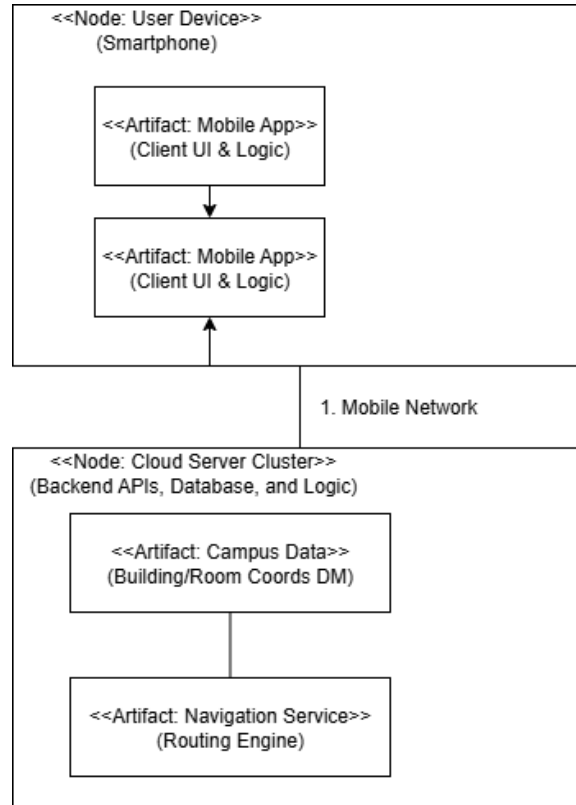 <<Node: User Device>>
(Smartphone)
<<Artifact: Mobile App>>
(Client UI & Logic)
<<Artifact: Mobile App>>
(Client UI & Logic)
1. Mobile Network
<<Node: Cloud Server Cluster>>
(Backend APIs, Database, and Logic)
<<Artifact: Campus Data>>
(Building/Room Coords DM)
<<Artifact: Navigation Service>>
(Routing Engine)